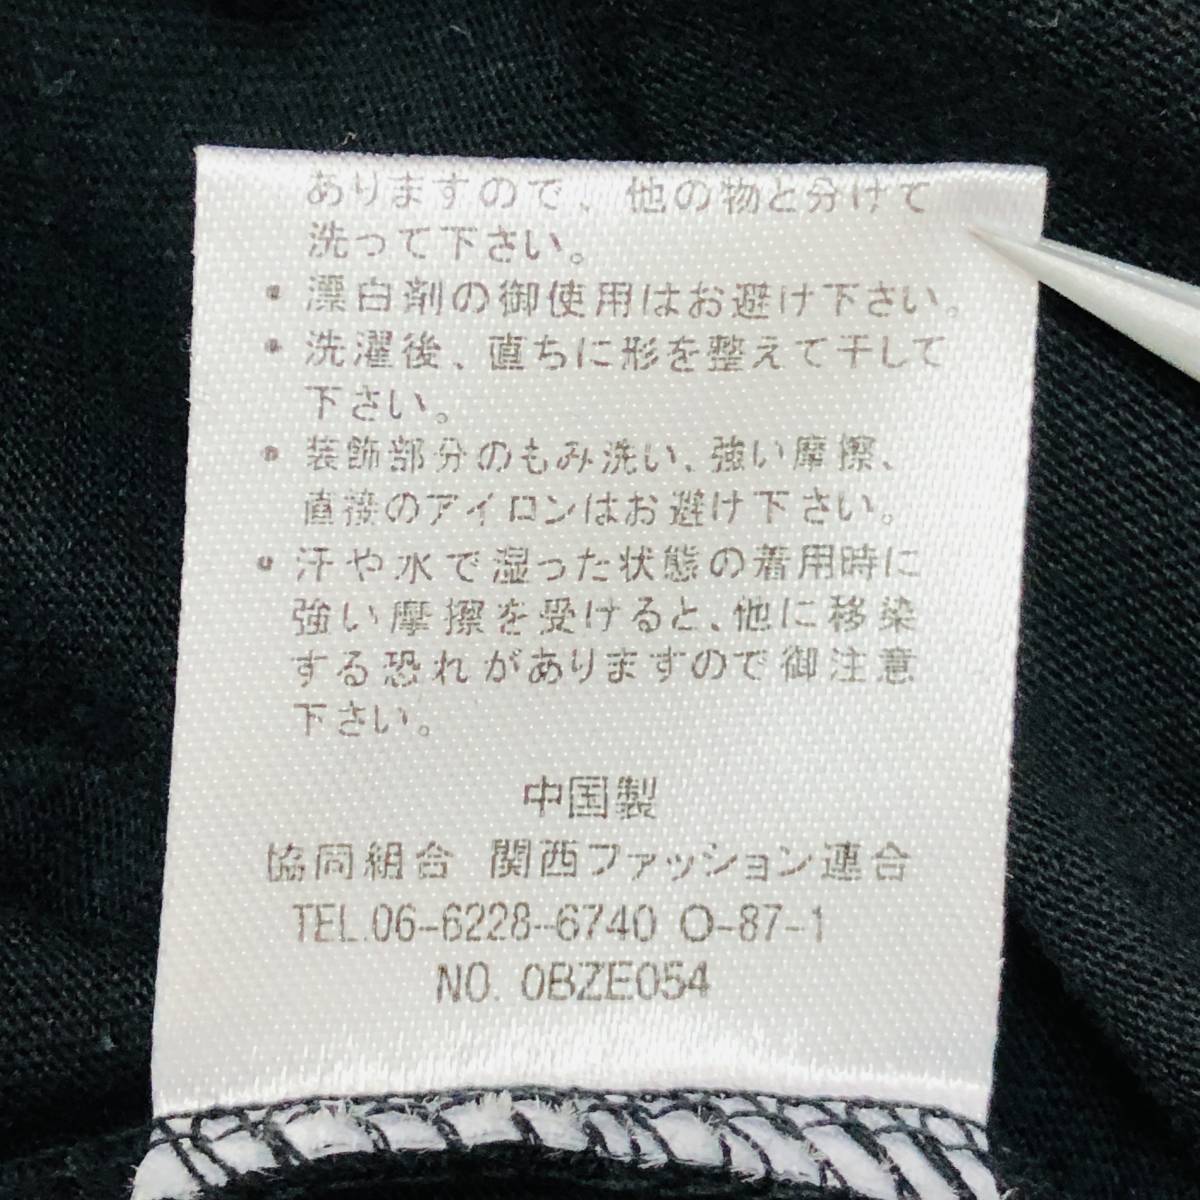 ありますので、他の物と分けて
洗って下さい。
・漂白剤の御使用はお避け下さい。
・洗濯後、直ちに形を整えて干して
下さい。
・装飾部分のもみ洗い、強い摩擦、
直接のアイロンはお避け下さい。
・汗や水で湿った状態の着用時に
強い摩擦を受けると、他に移染
する恐れがありますので御注意
下さい。
中国製
協同組合 関西ファッション連合
TEL.06-6228-6740 O-87-1
NO. 0BZE054